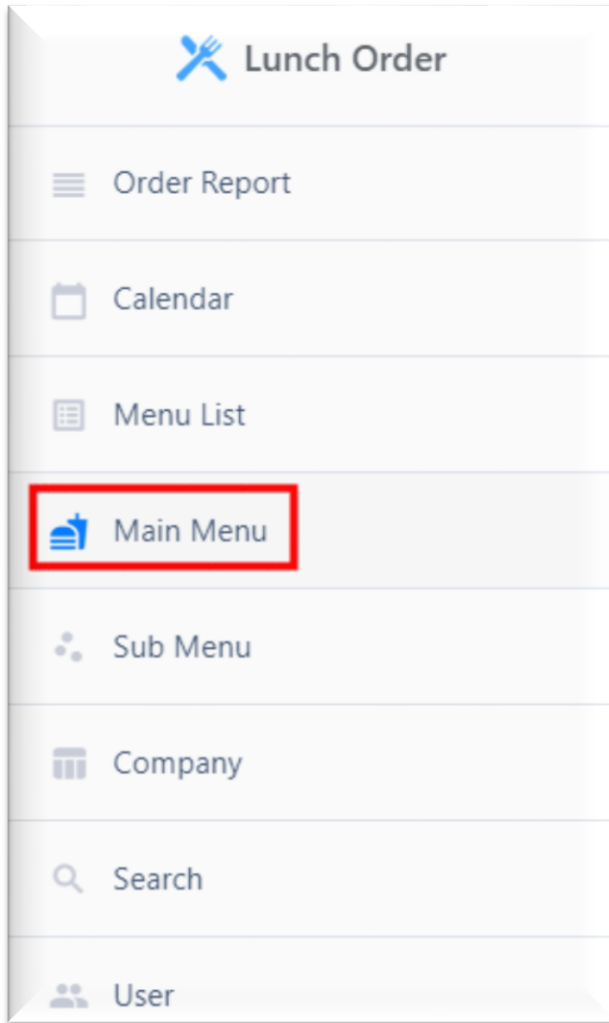 Lunch Order
Order Report
Calendar
Menu List
Main Menu
Sub Menu
Company
Search
User